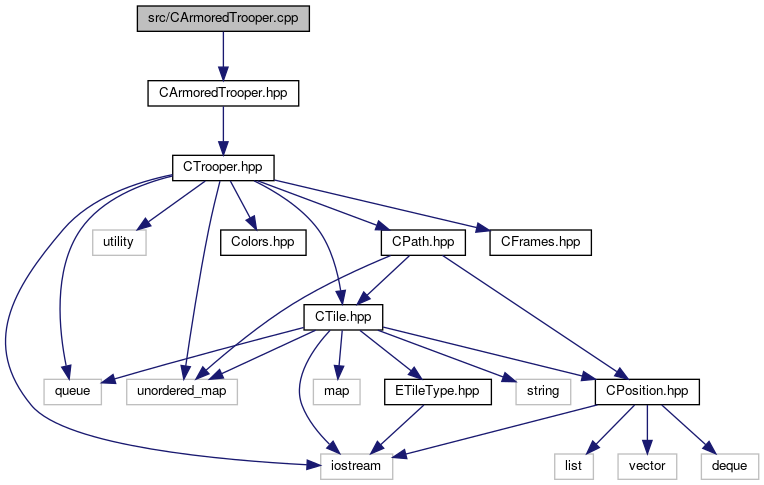 src/CArmoredTrooper.cpp
CArmoredTrooper.hpp
CTrooper.hpp
utility
Colors.hpp
CPath.hpp
CFrames.hpp
CTile.hpp
queue
unordered_map
map
ETileType.hpp
string
CPosition.hpp
iostream
list
vector
deque